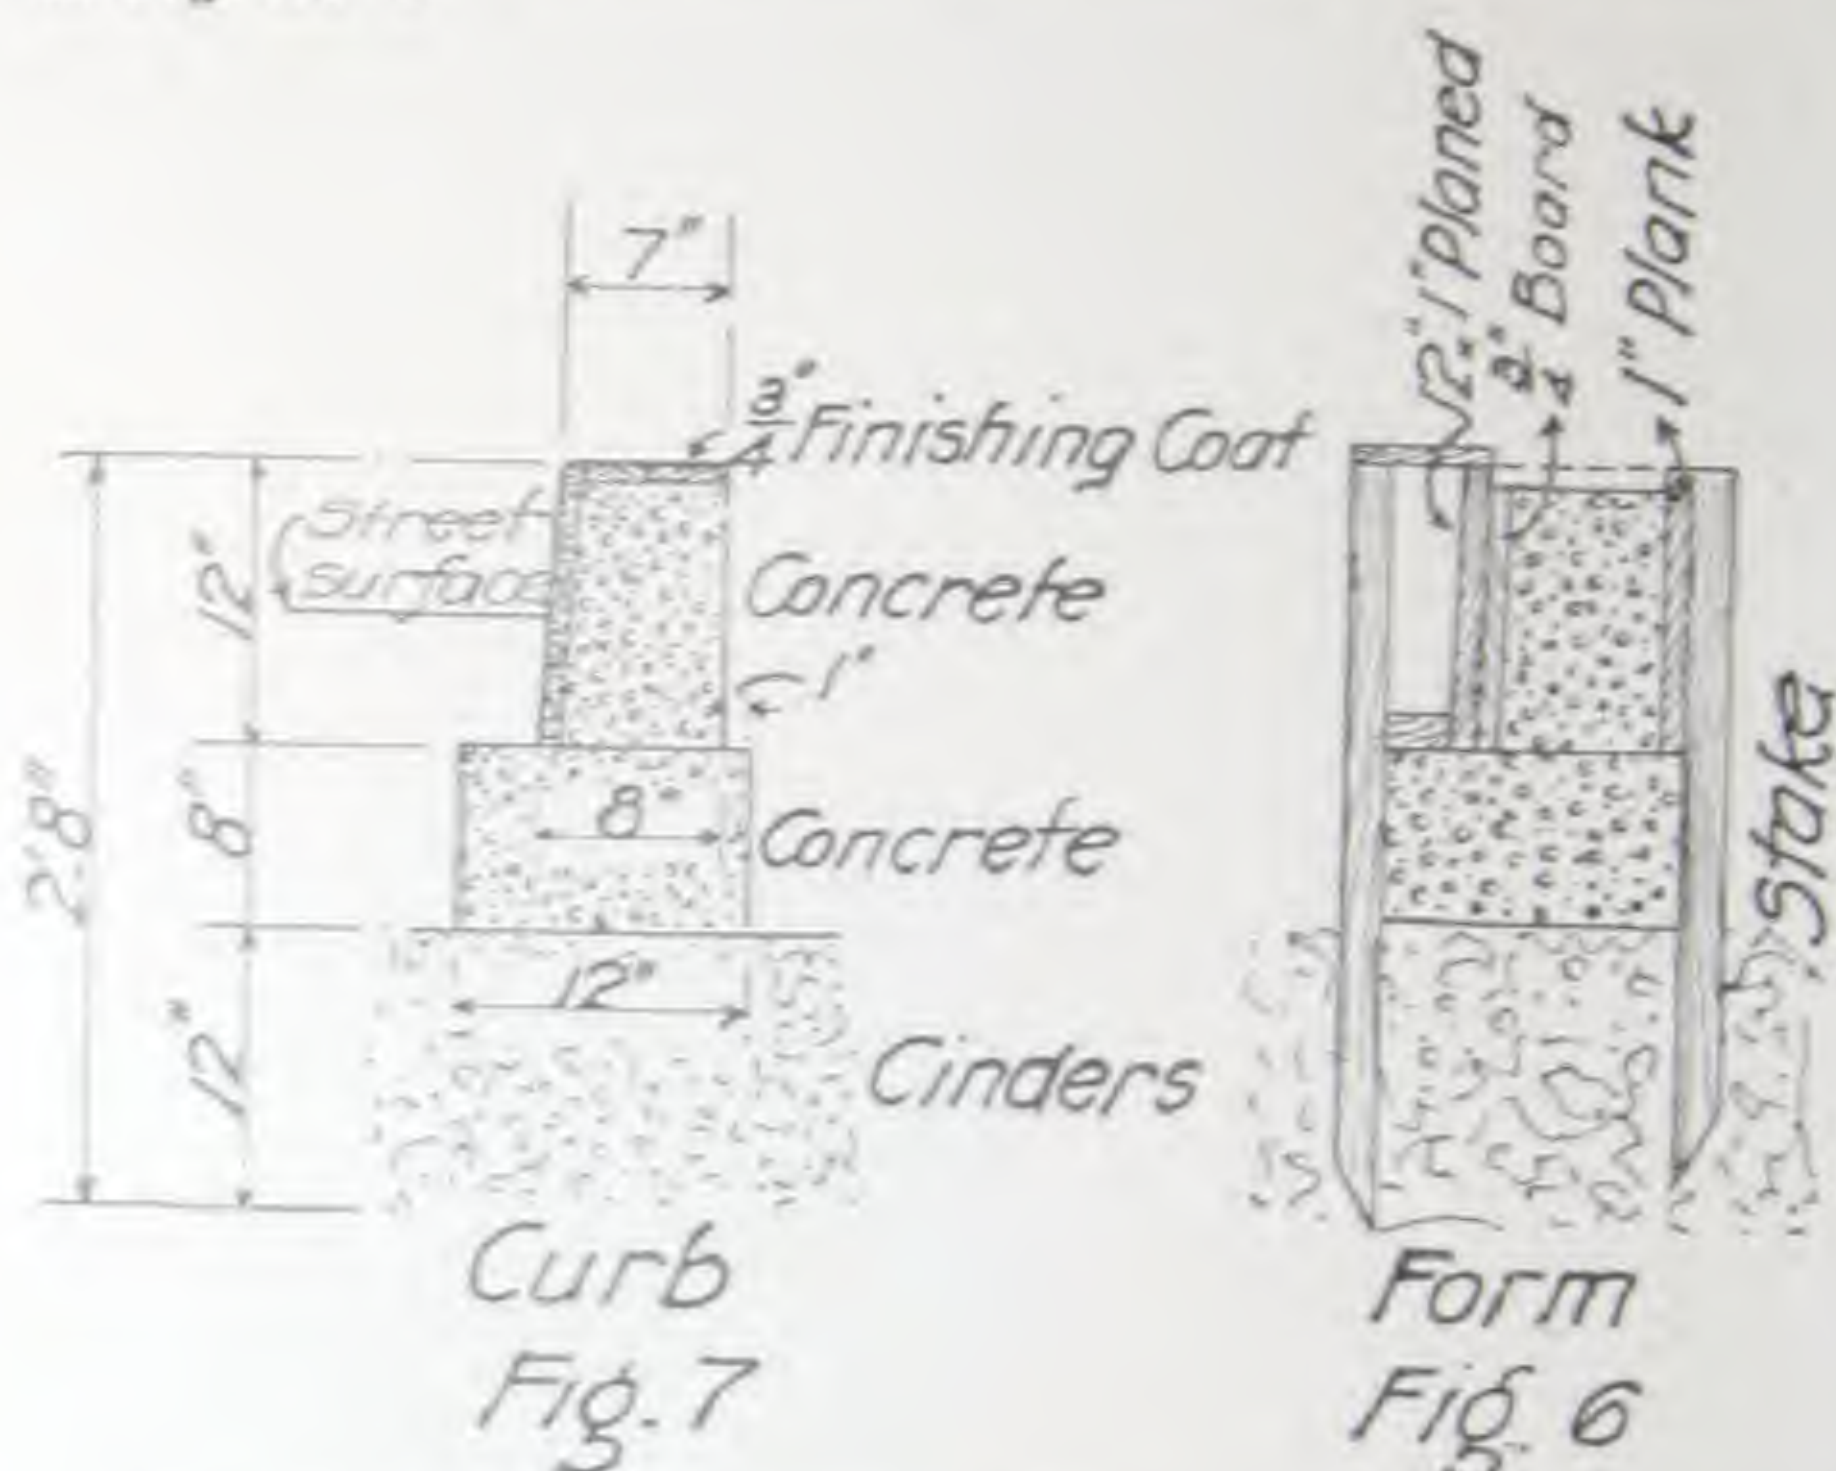 7"
3/4" Finishing Coat
Street
surface
12"
Concrete
1"
2'8"
8"
8"
Concrete
12"
12"
Cinders
Curb
Fig. 7
2" 1" Planed
3/4" Board
1" Plank
Stake
Form
Fig 6